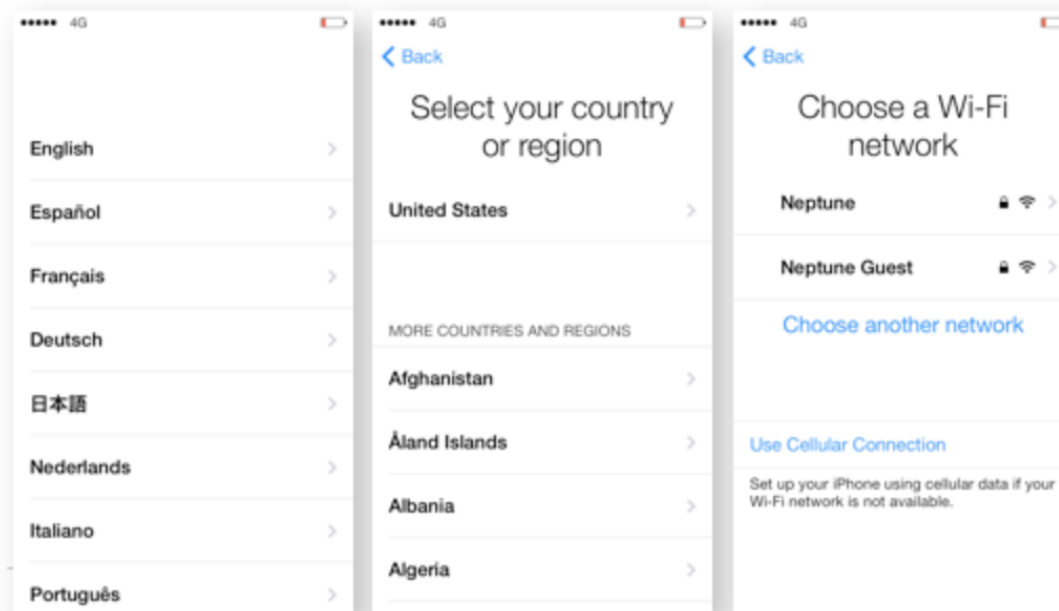 4G
English
Español
Français
Deutsch
日本語
Nederlands
Italiano
Português
4G
Back
Select your country
or region
United States
MORE COUNTRIES AND REGIONS
Afghanistan
Åland Islands
Albania
Algeria
4G
Back
Choose a Wi-Fi
network
Neptune
Neptune Guest
Choose another network
Use Cellular Connection
Set up your iPhone using cellular data if your
Wi-Fi network is not available.